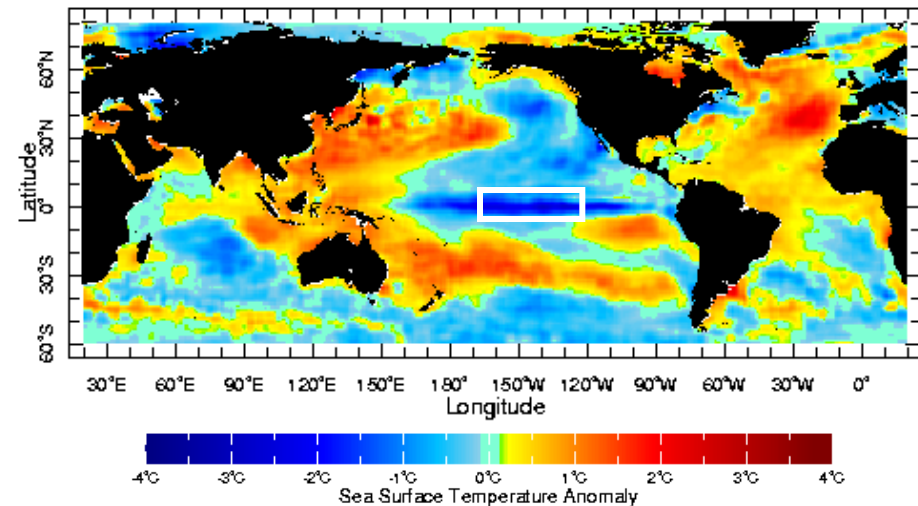 60°N
30°N
0°
30°S
60°S
Latitude
30°E 60°E 90°E 120°E 150°E 180° 150°W 120°W 90°W 60°W 30°W 0°
Longitude
-4°C -3°C -2°C -1°C 0°C 1°C 2°C 3°C 4°C
Sea Surface Temperature Anomaly